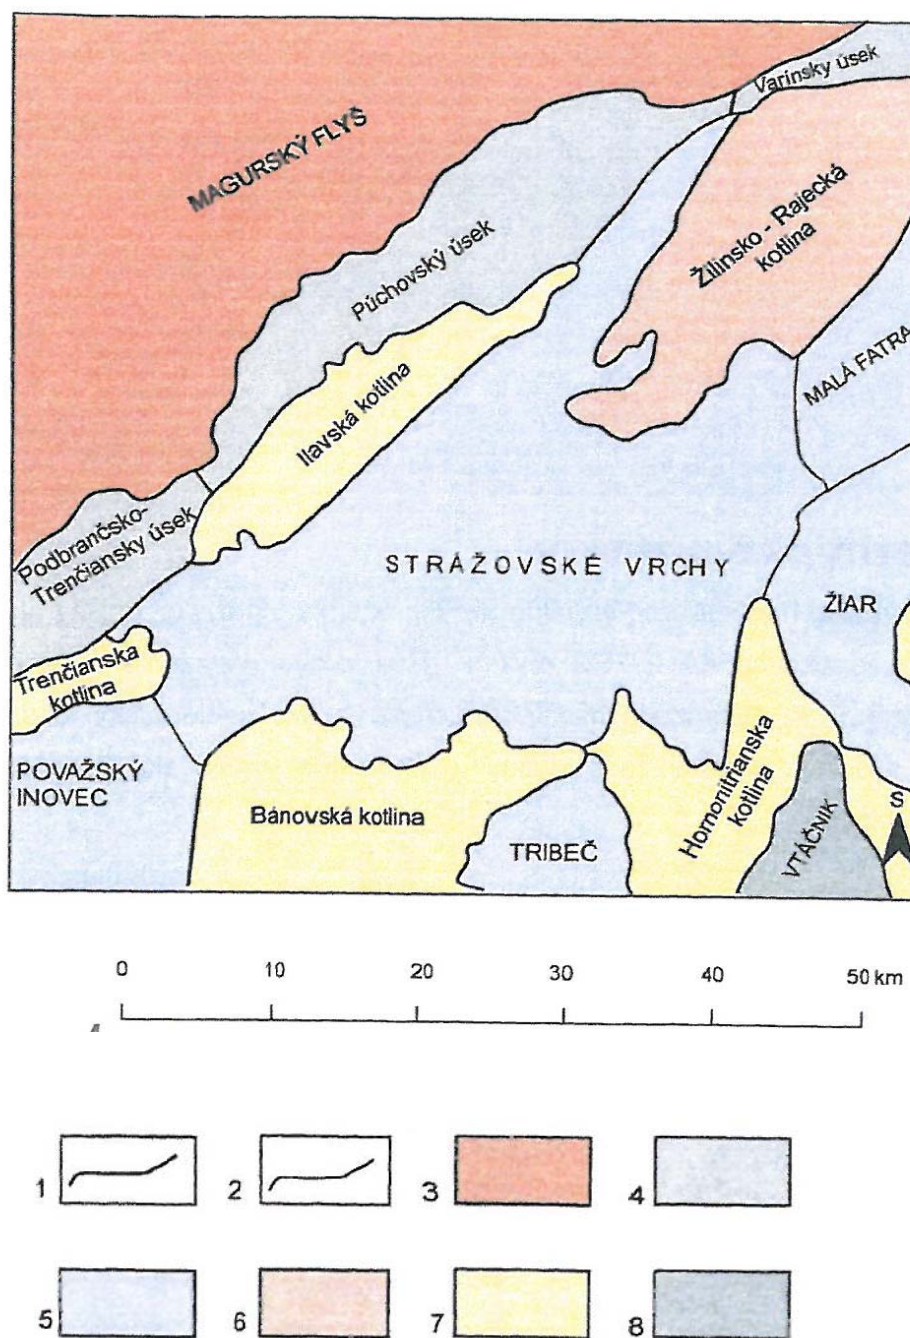 Varínsky úsek
MAGURSKÝ FLYŠ
Žilinsko - Rajecká
kotlina
Púchovský úsek
MALÁ FATRA
Ilavská kotlina
Podbrančsko-
Trenčiansky úsek
STRÁŽOVSKÉ VRCHY
ŽIAR
Trenčianska
kotlina
POVAŽSKÝ
INOVEC
Bánovská kotlina
Hornonitrianska
kotlina
S
TRIBEČ
VTÁČNIK
0 10 20 30 40 50 km
1 2 3 4
5 6 7 8